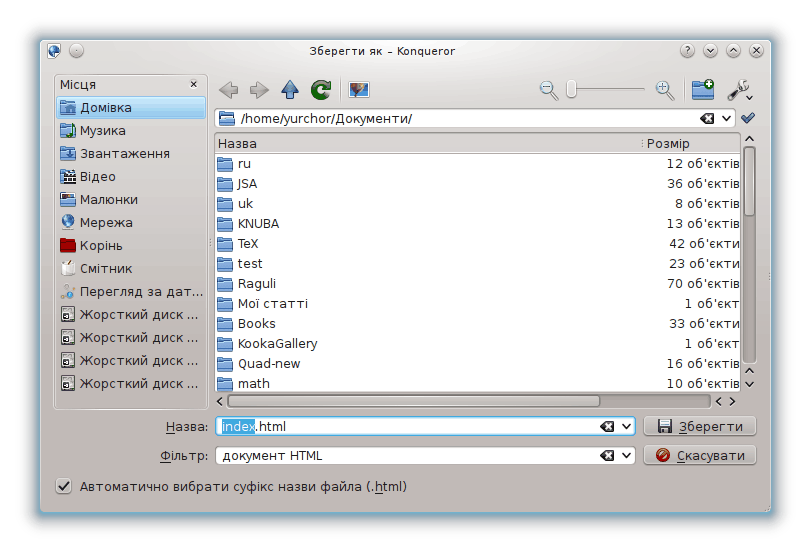 Зберегти як – Konqueror
Місця
Домівка
Музика
Звантаження
Відео
Малюнки
Мережа
Корінь
Смітник
Перегляд за дат...
Жорсткий диск ...
Жорсткий диск ...
Жорсткий диск ...
Жорсткий диск ...
/home/yurchor/Документи/
Назва Розмір
ru 12 об'єктів
JSA 36 об'єктів
uk 8 об'єктів
KNUBA 13 об'єктів
TeX 42 об'єкти
test 23 об'єкти
Raguli 70 об'єктів
Мої статті 1 об'єкт
Books 33 об'єкти
KookaGallery 1 об'єкт
Quad-new 16 об'єктів
math 10 об'єктів
Назва: index.html Зберегти
Фільтр: документ HTML Скасувати
Автоматично вибрати суфікс назви файла (.html)